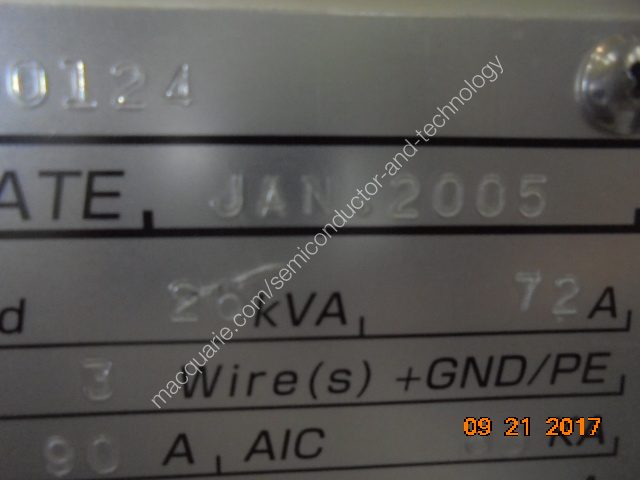 0124
ATE JAN.2005
d kVA 72 A
3 Wire(s) +GND/PE
90 A AIC KA
macquarie.com/semiconductor-and-technology
09 21 2017